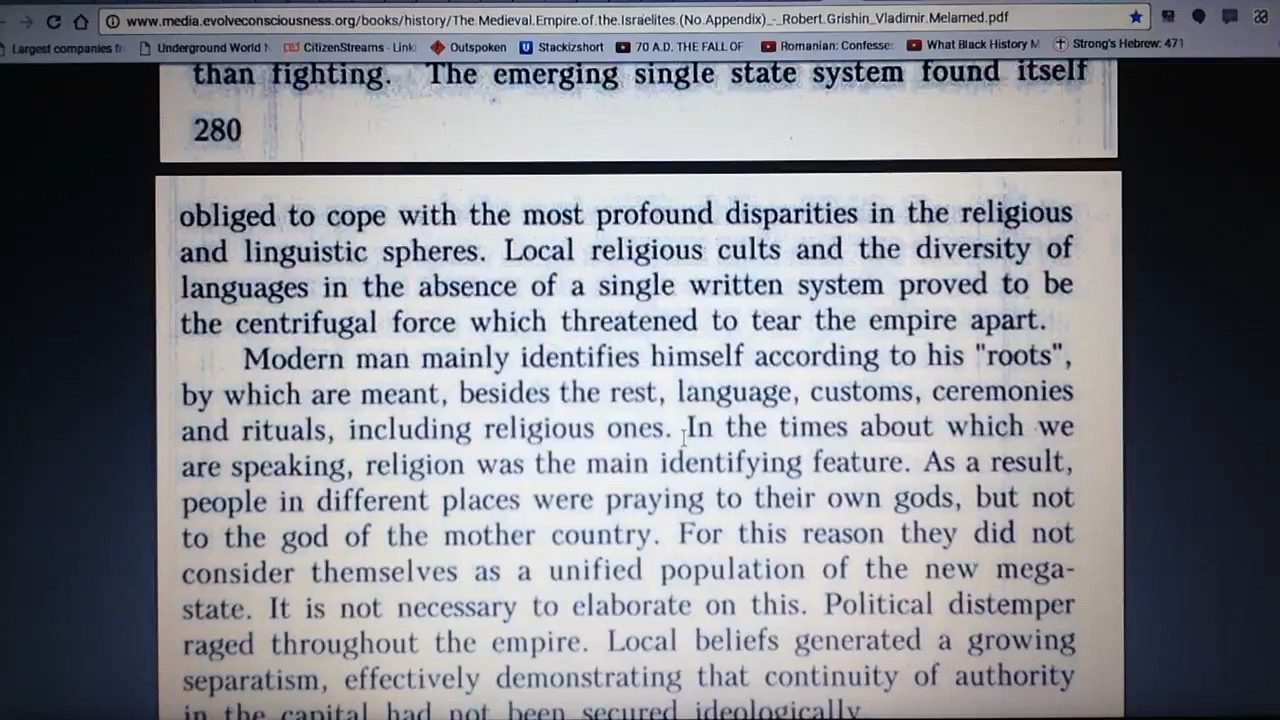 www.media.evolveconsciousness.org/books/history/The.Medieval.Empire.of.the.Israelites.(No.Appendix)_-_Robert.Grishin_Vladimir.Melamed.pdf
Largest companies
Underground World
CitizenStreams - Link
Outspoken
Stackizshort
70 A.D. THE FALL OF
Romanian: Confesse
What Black History M
Strong's Hebrew: 471
than fighting. The emerging single state system found itself
280
obliged to cope with the most profound disparities in the religious
and linguistic spheres. Local religious cults and the diversity of
languages in the absence of a single written system proved to be
the centrifugal force which threatened to tear the empire apart.
Modern man mainly identifies himself according to his "roots",
by which are meant, besides the rest, language, customs, ceremonies
and rituals, including religious ones. In the times about which we
are speaking, religion was the main identifying feature. As a result,
people in different places were praying to their own gods, but not
to the god of the mother country. For this reason they did not
consider themselves as a unified population of the new mega-
state. It is not necessary to elaborate on this. Political distemper
raged throughout the empire. Local beliefs generated a growing
separatism, effectively demonstrating that continuity of authority
in the capital had not been secured ideologically